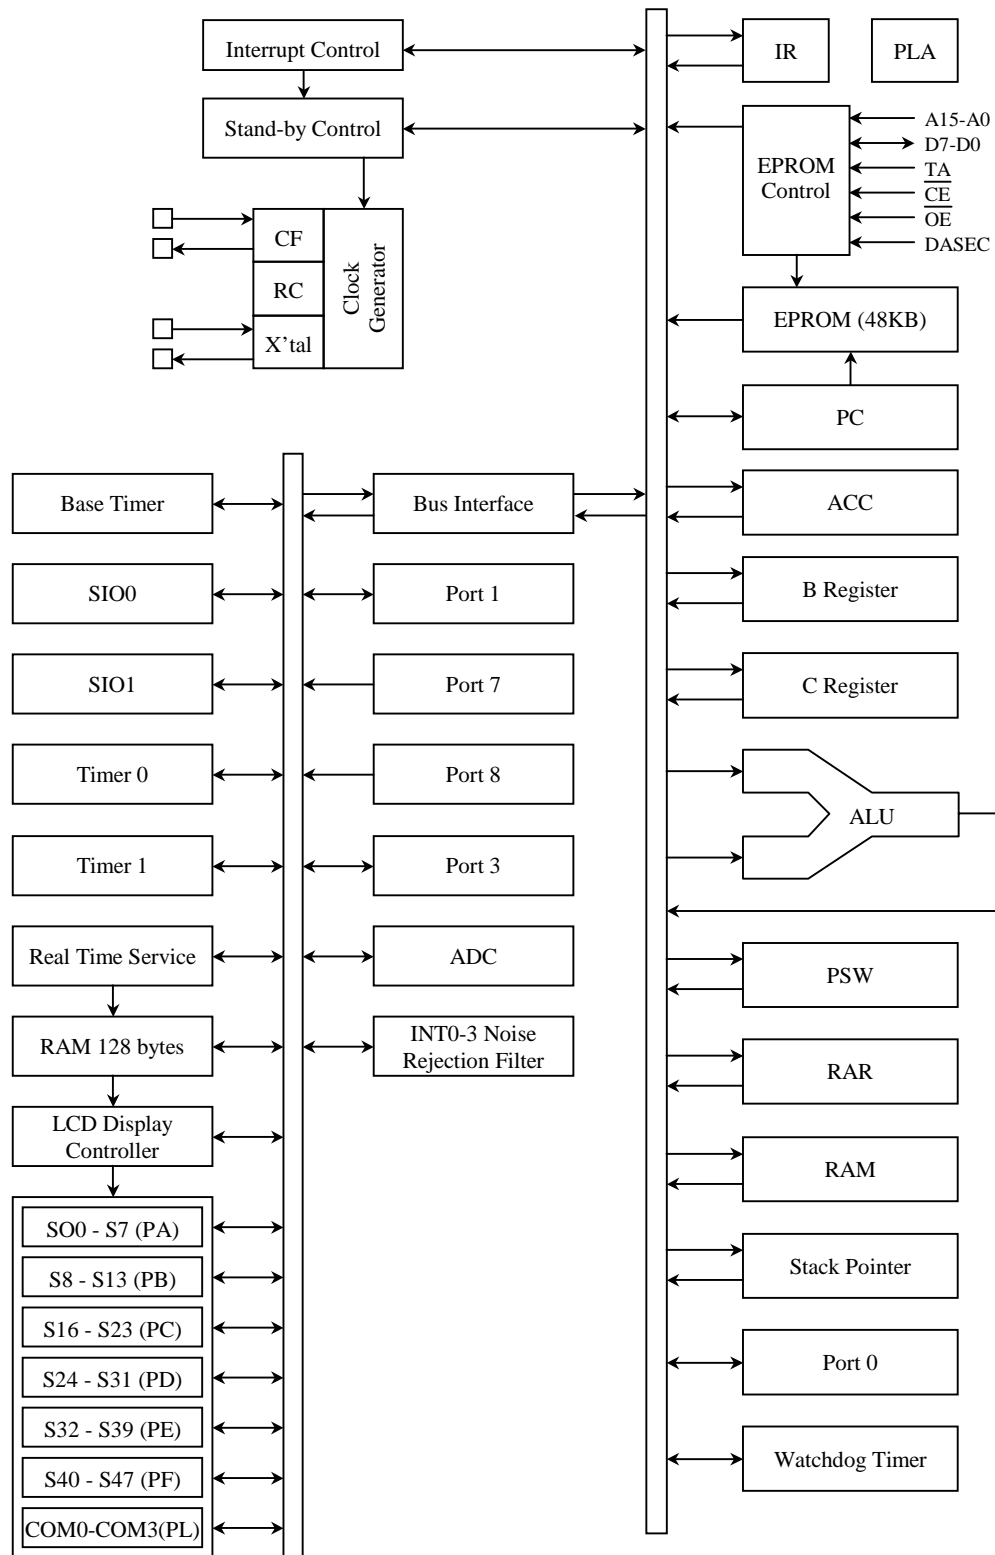 Interrupt Control
IR
PLA
Stand-by Control
EPROM
Control
A15-A0
D7-D0
TA
CE
OE
DASEC
CF
RC
X'tal
Clock
Generator
EPROM (48KB)
PC
Base Timer
Bus Interface
ACC
SIO0
Port 1
B Register
SIO1
Port 7
C Register
Timer 0
Port 8
ALU
Timer 1
Port 3
Real Time Service
ADC
PSW
RAM 128 bytes
INT0-3 Noise
Rejection Filter
RAR
LCD Display
Controller
RAM
SO0 - S7 (PA)
S8 - S13 (PB)
Stack Pointer
S16 - S23 (PC)
S24 - S31 (PD)
Port 0
S32 - S39 (PE)
S40 - S47 (PF)
Watchdog Timer
COM0-COM3(PL)